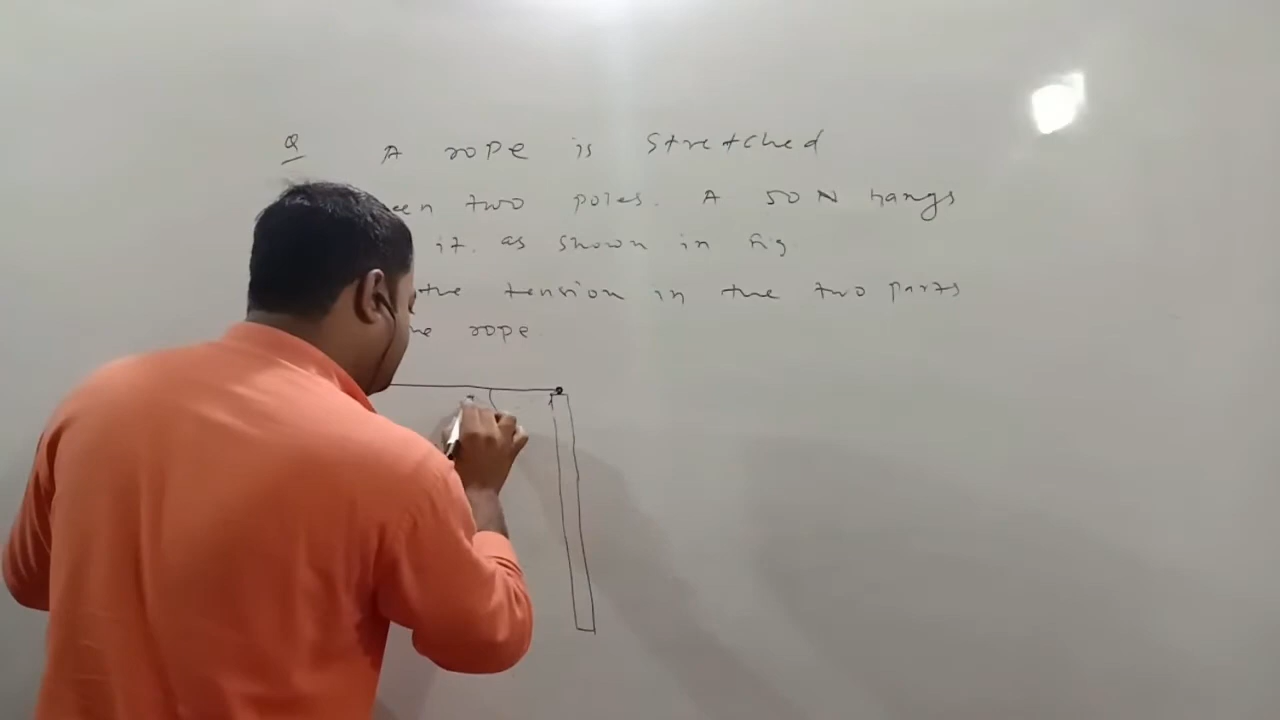 Q A rope is stretched
een two poles. A 50 N hangs
it. as shown in fig
the tension in the two parts
he rope